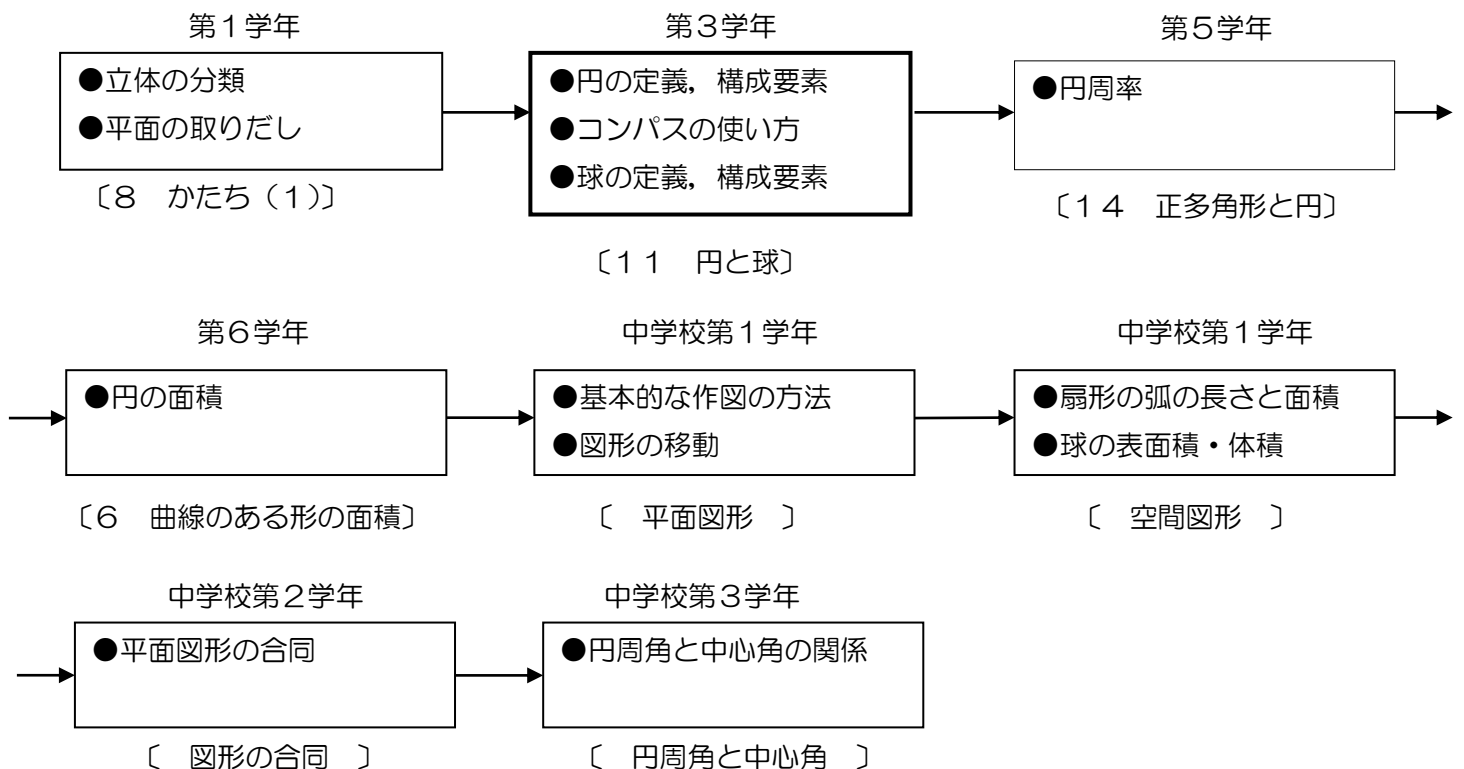 第１学年
●立体の分類
●平面の取りだし
〔８　かたち（１）〕
第３学年
●円の定義，構成要素
●コンパスの使い方
●球の定義，構成要素
〔１１　円と球〕
第５学年
●円周率
〔１４　正多角形と円〕
第６学年
●円の面積
〔６　曲線のある形の面積〕
中学校第１学年
●基本的な作図の方法
●図形の移動
〔　平面図形　〕
中学校第１学年
●扇形の弧の長さと面積
●球の表面積・体積
〔　空間図形　〕
中学校第２学年
●平面図形の合同
〔　図形の合同　〕
中学校第３学年
●円周角と中心角の関係
〔　円周角と中心角　〕